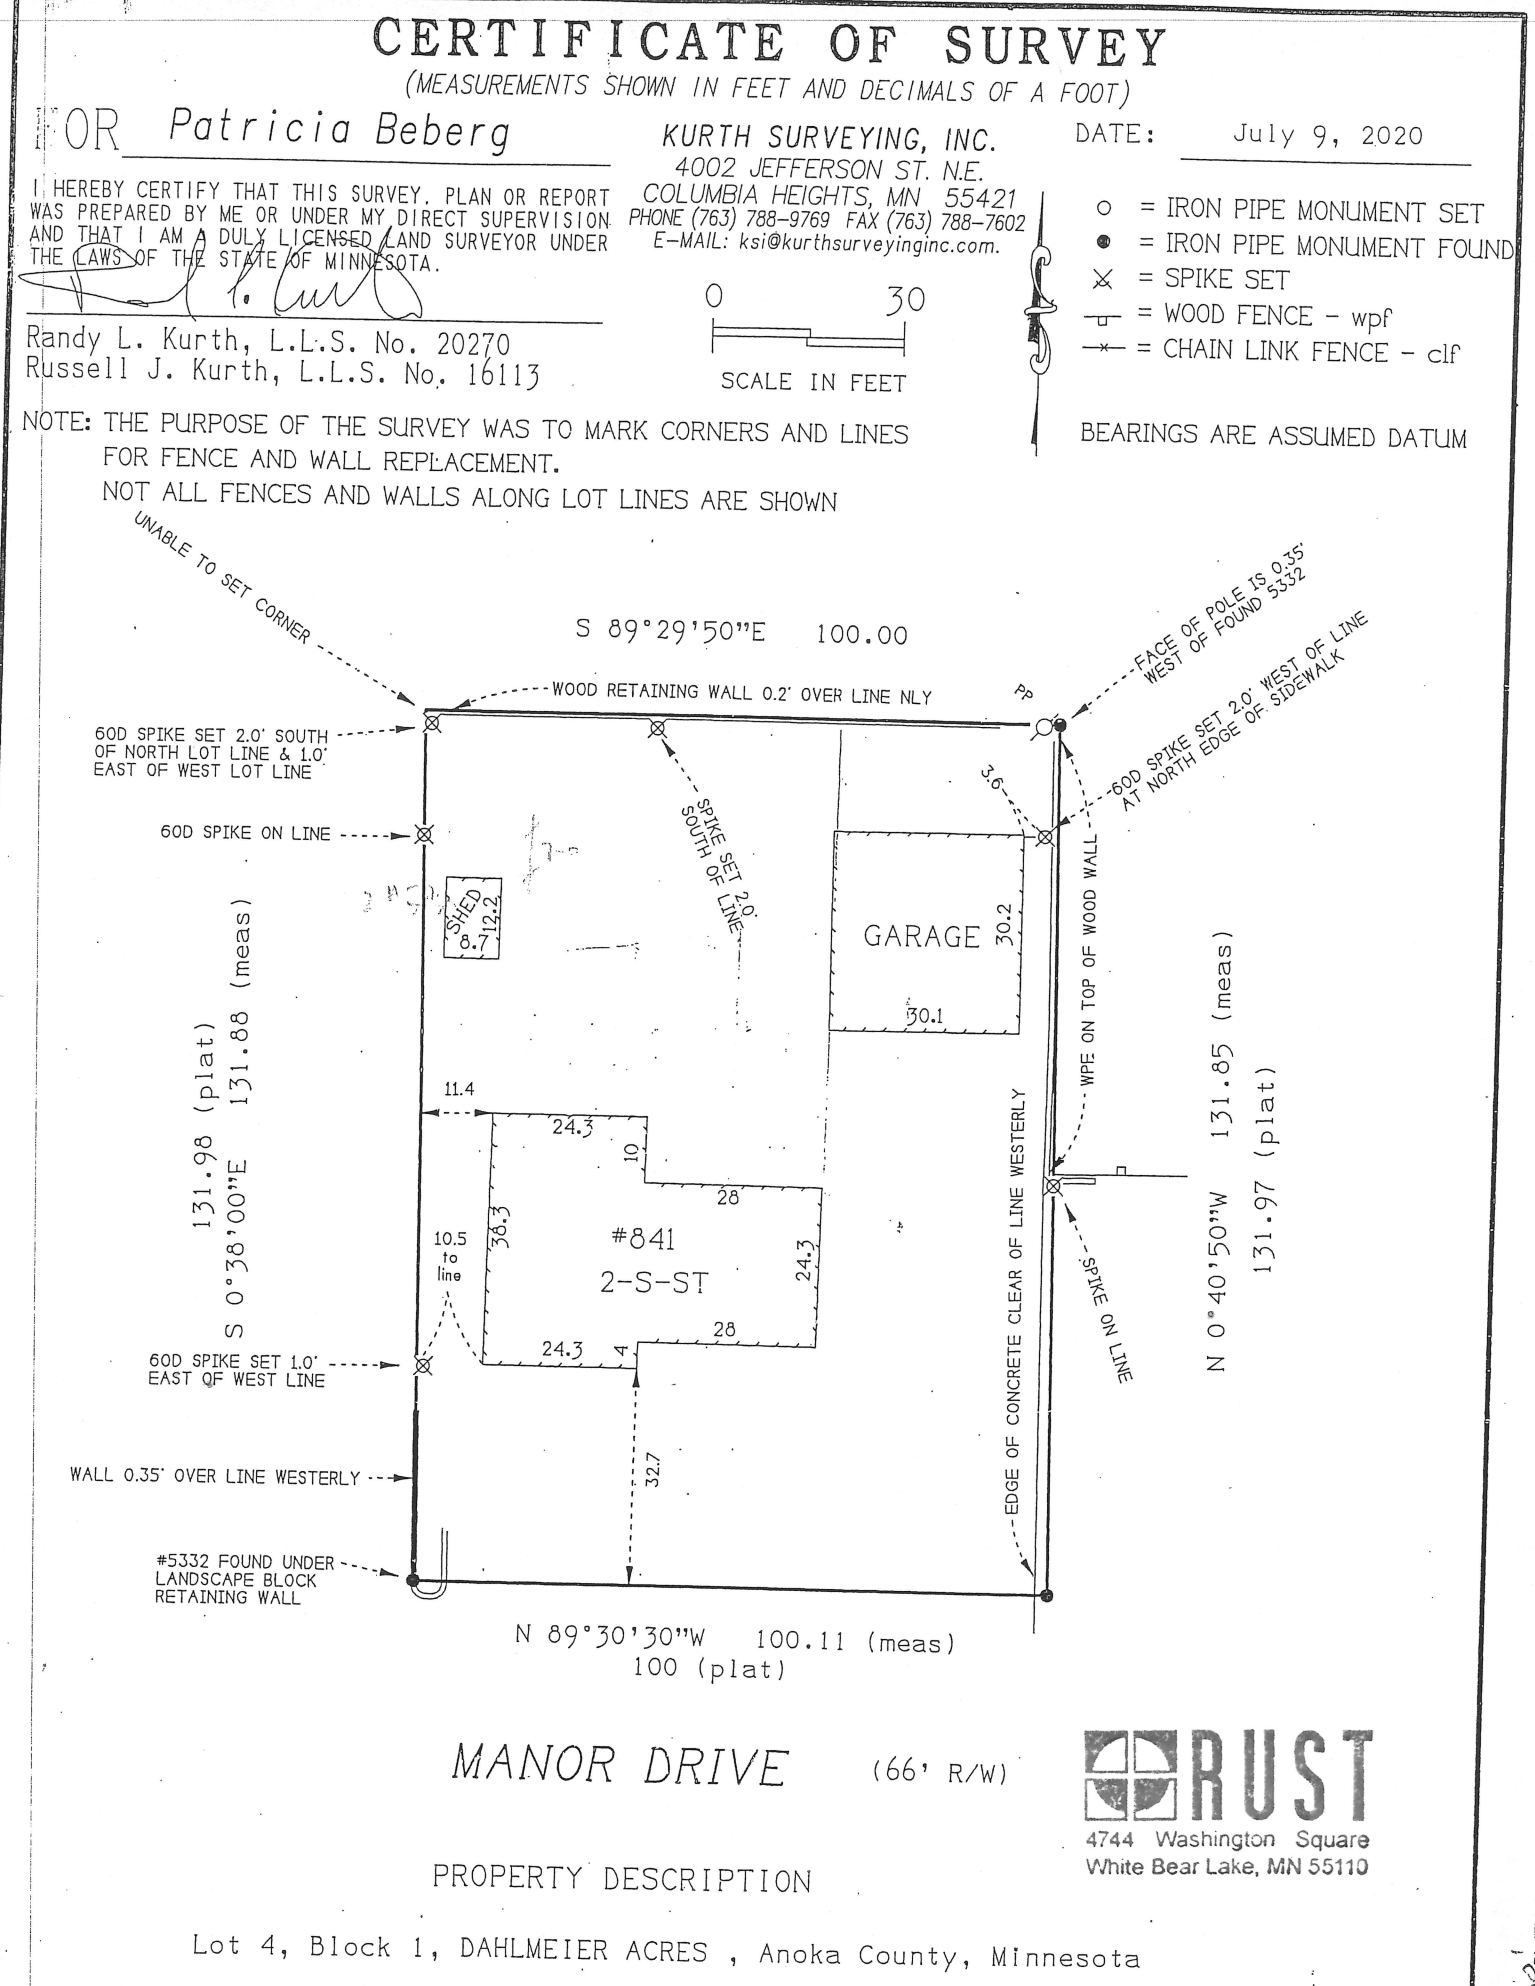 CERTIFICATE OF SURVEY
(MEASUREMENTS SHOWN IN FEET AND DECIMALS OF A FOOT)
FOR Patricia Beberg
I HEREBY CERTIFY THAT THIS SURVEY. PLAN OR REPORT
WAS PREPARED BY ME OR UNDER MY DIRECT SUPERVISION
AND THAT I AM A DULY LICENSED LAND SURVEYOR UNDER
THE LAWS OF THE STATE OF MINNESOTA.
Randy L. Kurth, L.L.S. No. 20270
Russell J. Kurth, L.L.S. No. 16113
KURTH SURVEYING, INC.
4002 JEFFERSON ST. N.E.
COLUMBIA HEIGHTS, MN 55421
PHONE (763) 788-9769 FAX (763) 788-7602
E-MAIL: ksi@kurthsurveyinginc.com.
0 30
SCALE IN FEET
DATE: July 9, 2020
O = IRON PIPE MONUMENT SET
● = IRON PIPE MONUMENT FOUND
= SPIKE SET
= WOOD FENCE - wpf
= CHAIN LINK FENCE - clf
BEARINGS ARE ASSUMED DATUM
NOTE: THE PURPOSE OF THE SURVEY WAS TO MARK CORNERS AND LINES
FOR FENCE AND WALL REPLACEMENT.
NOT ALL FENCES AND WALLS ALONG LOT LINES ARE SHOWN
UNABLE TO SET CORNER
S 89°29'50"E 100.00
FACE OF POLE IS 0.35'
WEST OF FOUND 5332
60D SPIKE SET 2.0' WEST OF LINE
AT NORTH EDGE OF SIDEWALK
WOOD RETAINING WALL 0.2' OVER LINE NLY
PP
60D SPIKE SET 2.0' SOUTH
OF NORTH LOT LINE & 1.0'
EAST OF WEST LOT LINE
60D SPIKE ON LINE
SPIKE SET 2.0'
SOUTH OF LINE
3.6
SHED
12.2
8.7
GARAGE
30.2
30.1
WPE ON TOP OF WOOD WALL
131.98 (plat)
S 0°38'00"E 131.88 (meas)
N 0°40'50"W 131.85 (meas)
131.97 (plat)
11.4
24.3
10
28
38.3
#841
2-S-ST
24.3
10.5
to
line
28
24.3
4
32.7
EDGE OF CONCRETE CLEAR OF LINE WESTERLY
SPIKE ON LINE
60D SPIKE SET 1.0'
EAST OF WEST LINE
WALL 0.35' OVER LINE WESTERLY
#5332 FOUND UNDER
LANDSCAPE BLOCK
RETAINING WALL
N 89°30'30"W 100.11 (meas)
100 (plat)
MANOR DRIVE (66' R/W)
RUST
4744 Washington Square
White Bear Lake, MN 55110
PROPERTY DESCRIPTION
Lot 4, Block 1, DAHLMEIER ACRES , Anoka County, Minnesota